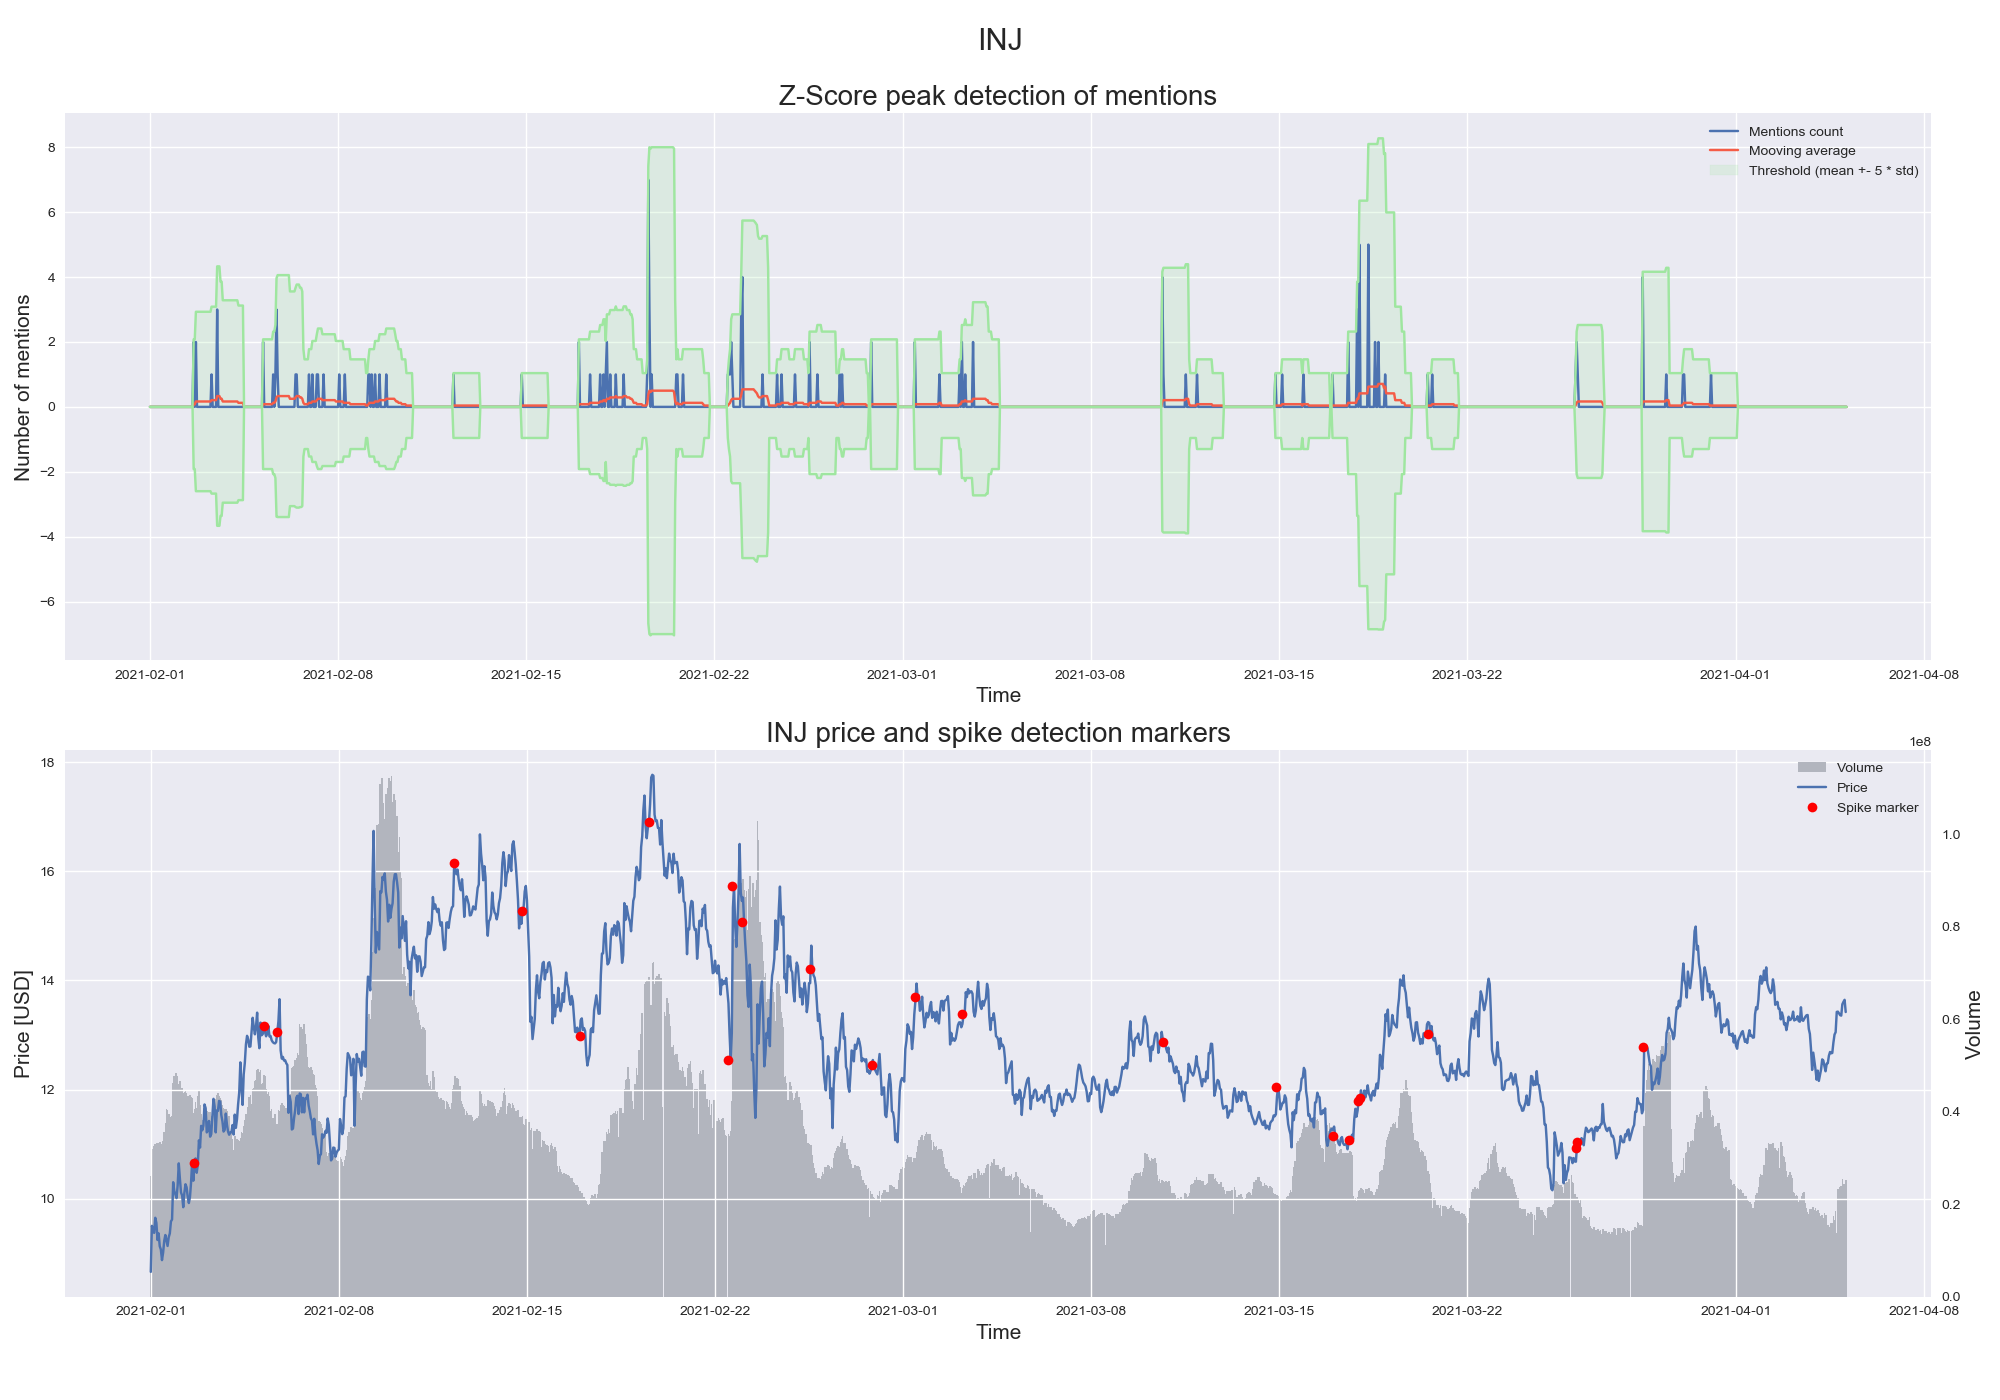 INJ
Z-Score peak detection of mentions
Mentions count
Mooving average
Threshold (mean +- 5 * std)
Number of mentions
8
6
4
2
0
−2
−4
−6
2021-02-01 2021-02-08 2021-02-15 2021-02-22 2021-03-01 2021-03-08 2021-03-15 2021-03-22 2021-04-01 2021-04-08
Time
INJ price and spike detection markers
1e8
Volume
Price
Spike marker
Price [USD]
18
16
14
12
10
1.0
0.8
0.6
0.4
0.2
0.0
Volume
2021-02-01 2021-02-08 2021-02-15 2021-02-22 2021-03-01 2021-03-08 2021-03-15 2021-03-22 2021-04-01 2021-04-08
Time